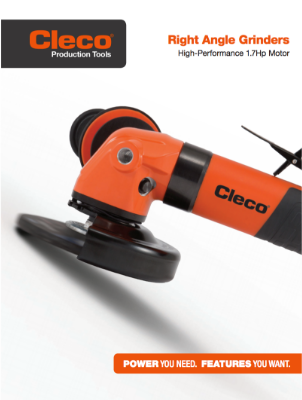 Cleco®
Production Tools
Right Angle Grinders
High-Performance 1.7Hp Motor
Cleco
POWER YOU NEED. FEATURES YOU WANT.